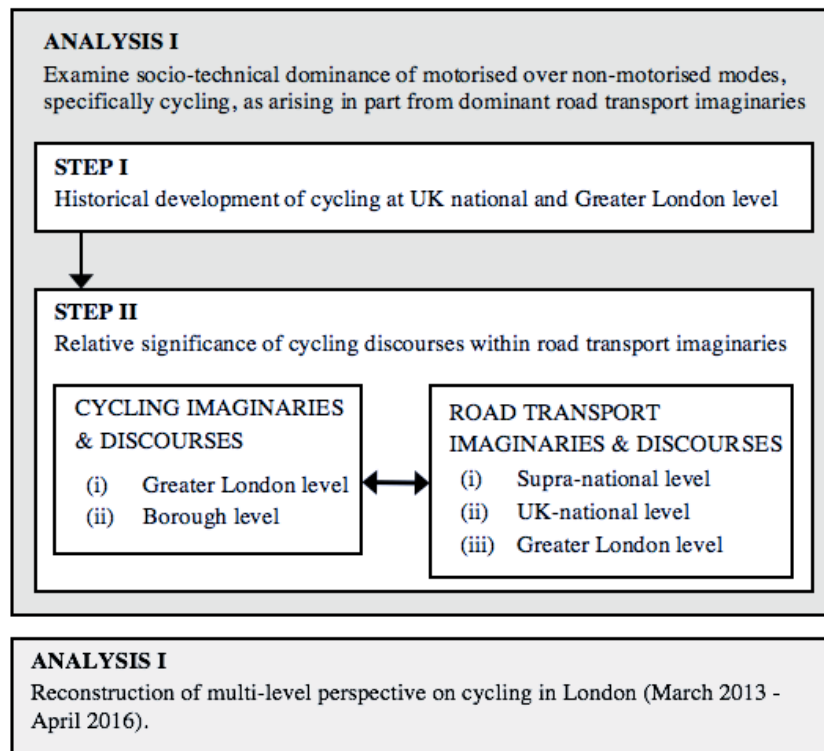 ANALYSIS I
Examine socio-technical dominance of motorised over non-motorised modes,
specifically cycling, as arising in part from dominant road transport imaginaries
STEP I
Historical development of cycling at UK national and Greater London level
STEP II
Relative significance of cycling discourses within road transport imaginaries
CYCLING IMAGINARIES
& DISCOURSES
(i) Greater London level
(ii) Borough level
ROAD TRANSPORT
IMAGINARIES & DISCOURSES
(i) Supra-national level
(ii) UK-national level
(iii) Greater London level
ANALYSIS I
Reconstruction of multi-level perspective on cycling in London (March 2013 -
April 2016).